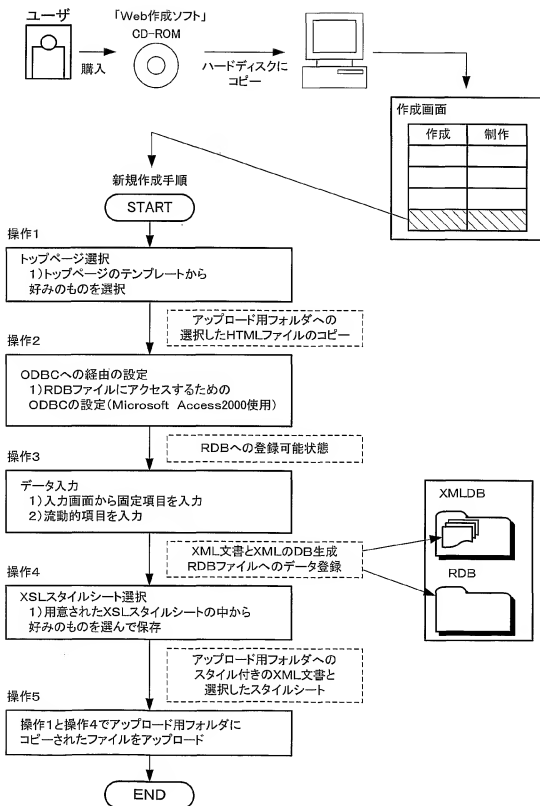 ユーザ
購入
「Web作成ソフト」
CD-ROM
ハードディスクに
コピー
作成画面
作成
制作
新規作成手順
START
操作1
トップページ選択
1)トップページのテンプレートから
好みのものを選択
アップロード用フォルダへの
選択したHTMLファイルのコピー
操作2
ODBCへの経由の設定
1)RDBファイルにアクセスするための
ODBCの設定(Microsoft Access2000使用)
RDBへの登録可能状態
操作3
データ入力
1)入力画面から固定項目を入力
2)流動的項目を入力
XML文書とXMLのDB生成
RDBファイルへのデータ登録
XMLDB
RDB
操作4
XSLスタイルシート選択
1)用意されたXSLスタイルシートの中から
好みのものを選んで保存
アップロード用フォルダへの
スタイル付きのXML文書と
選択したスタイルシート
操作5
操作1と操作4でアップロード用フォルダに
コピーされたファイルをアップロード
END